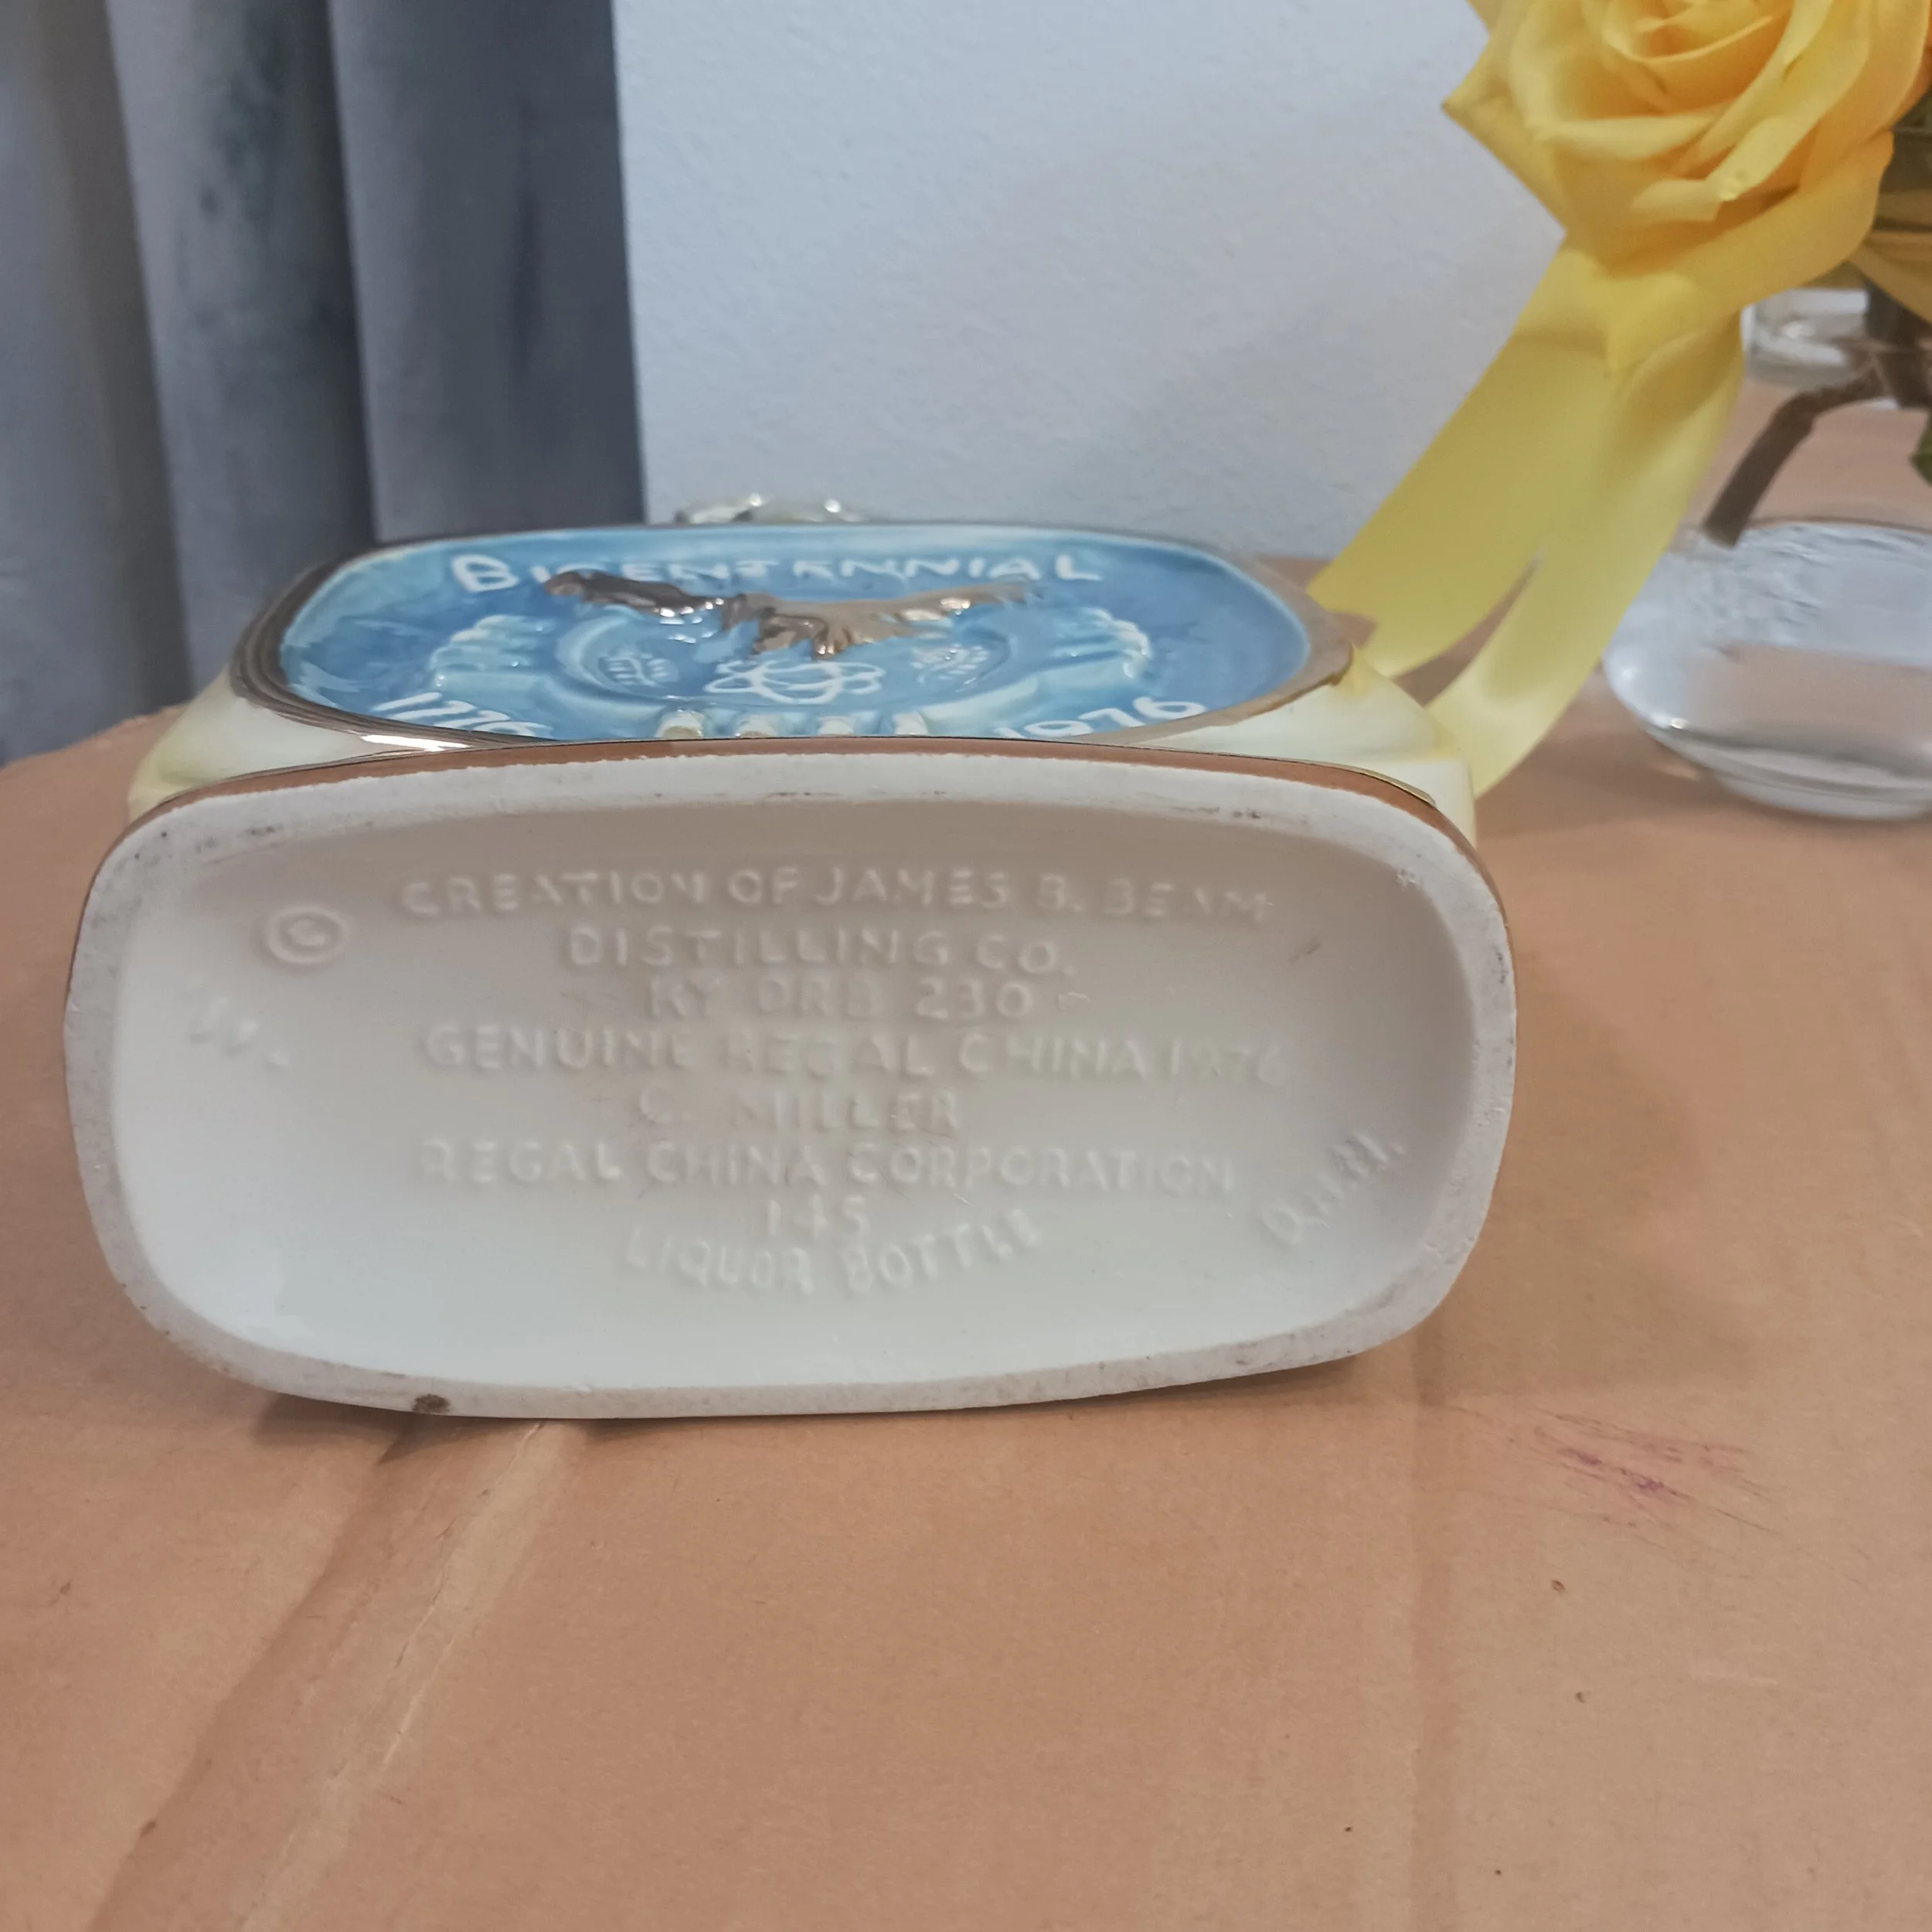 BICENTENNIAL
1776
1976
©
CREATION OF JAMES B. BEAM
DISTILLING CO.
KY DRB 230
GENUINE REGAL CHINA 1976
C. MILLER
REGAL CHINA CORPORATION
145
LIQUOR BOTTLE